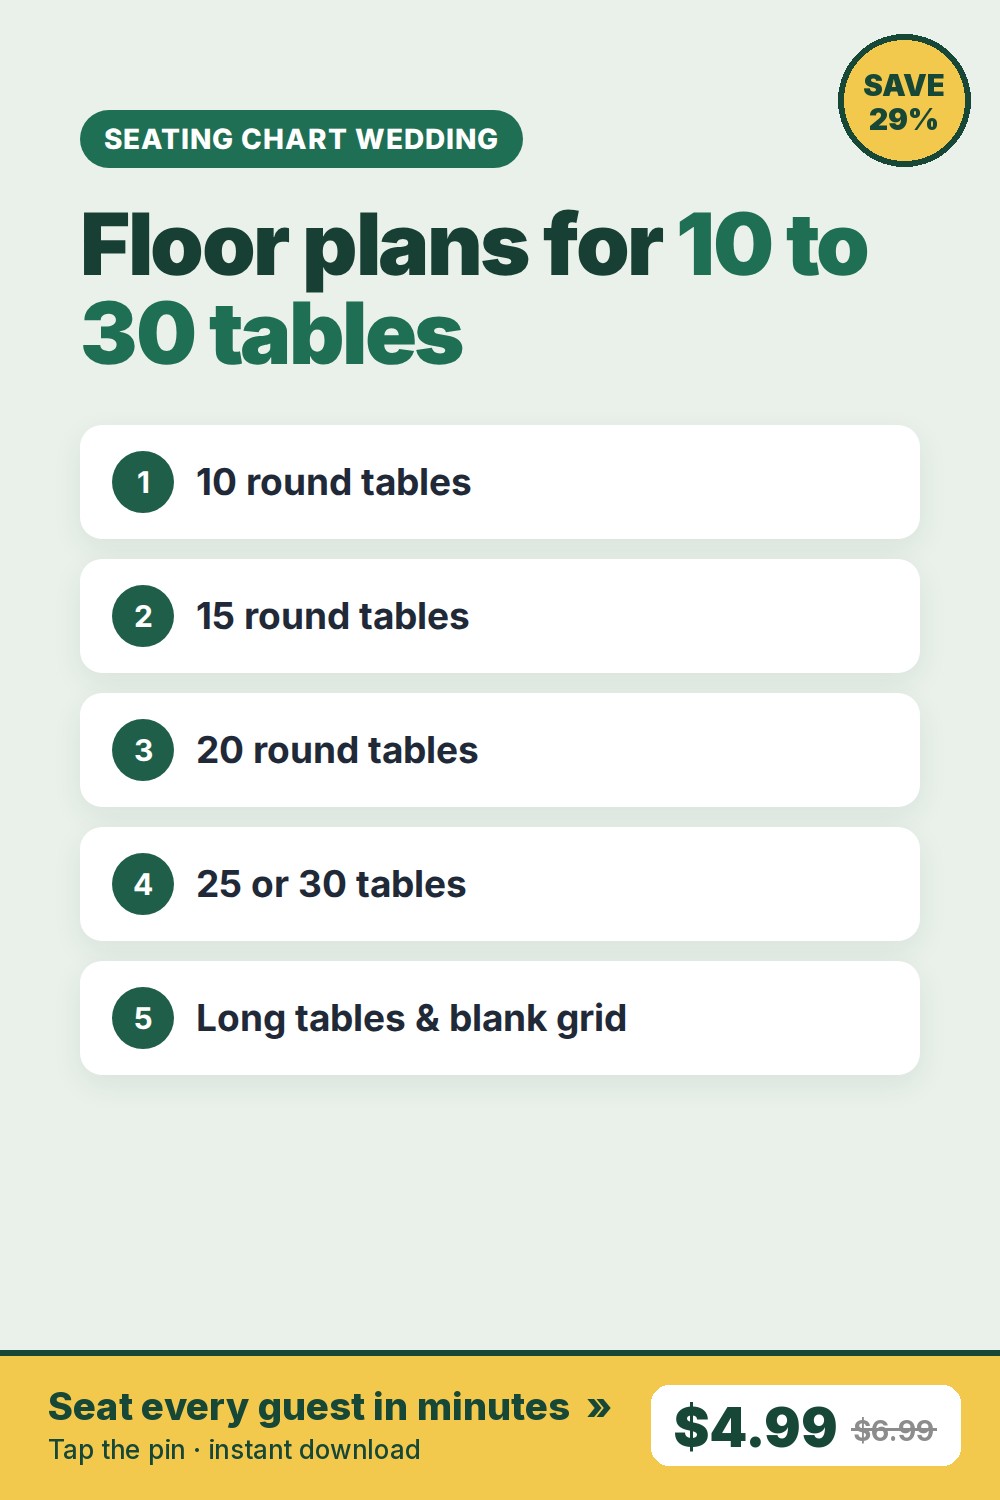 SAVE
29%
SEATING CHART WEDDING
Floor plans for 10 to
30 tables
1 10 round tables
2 15 round tables
3 20 round tables
4 25 or 30 tables
5 Long tables & blank grid
Seat every guest in minutes »
Tap the pin · instant download
$4.99 $6.99